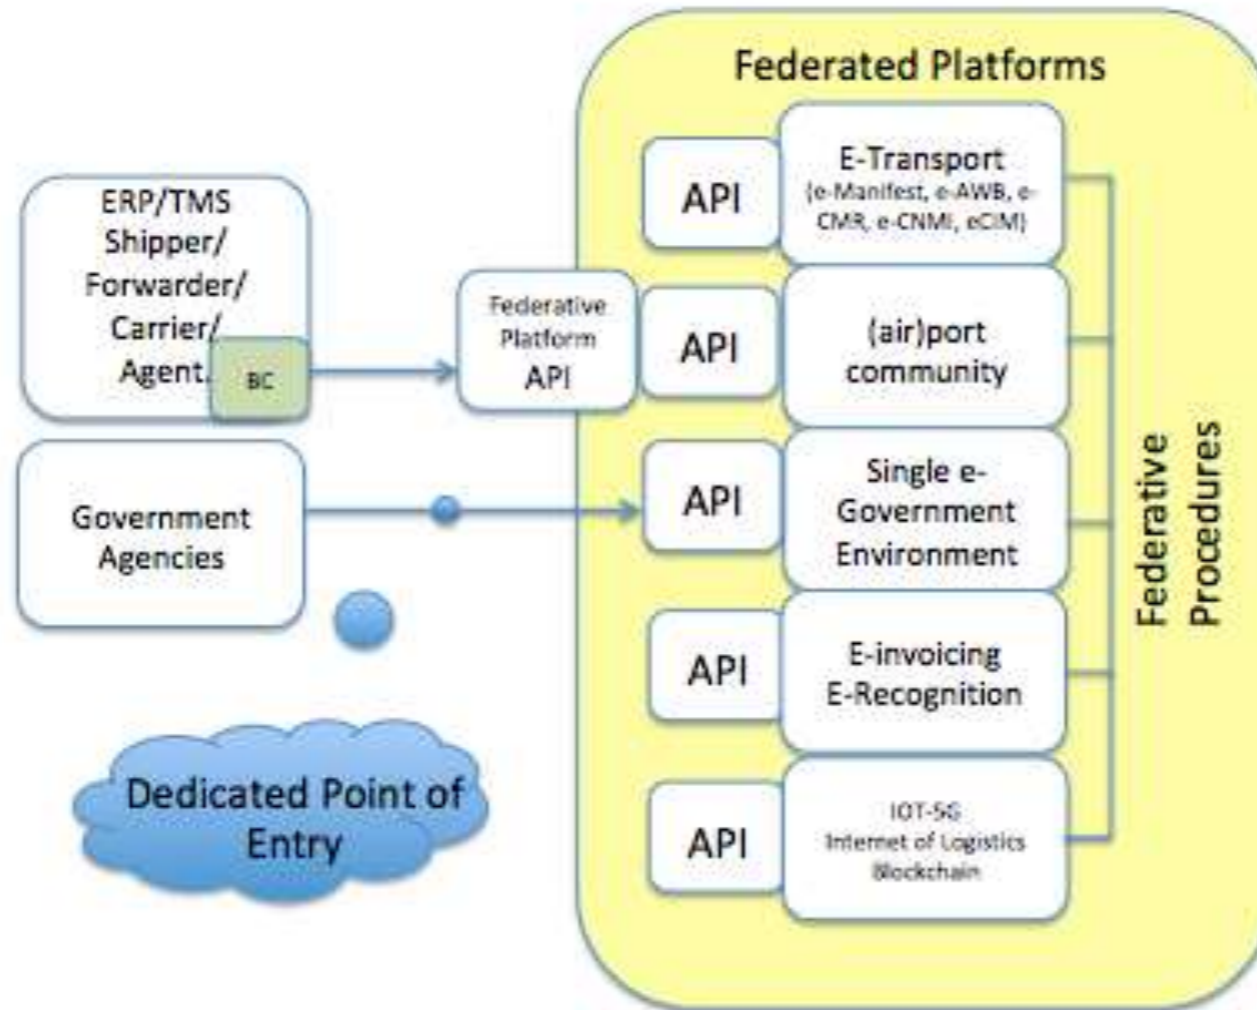 Federated Platforms
ERP/TMS
Shipper/
Forwarder/
Carrier/
Agent.
BC
Government
Agencies
Dedicated Point of
Entry
Federative
Platform
API
API
E-Transport
(e-Manifest, e-AWB, e-
CMR, e-CNMI, eCIM)
API
(air)port
community
API
Single e-
Government
Environment
API
E-invoicing
E-Recognition
API
IOT-5G
Internet of Logistics
Blockchain
Federative
Procedures